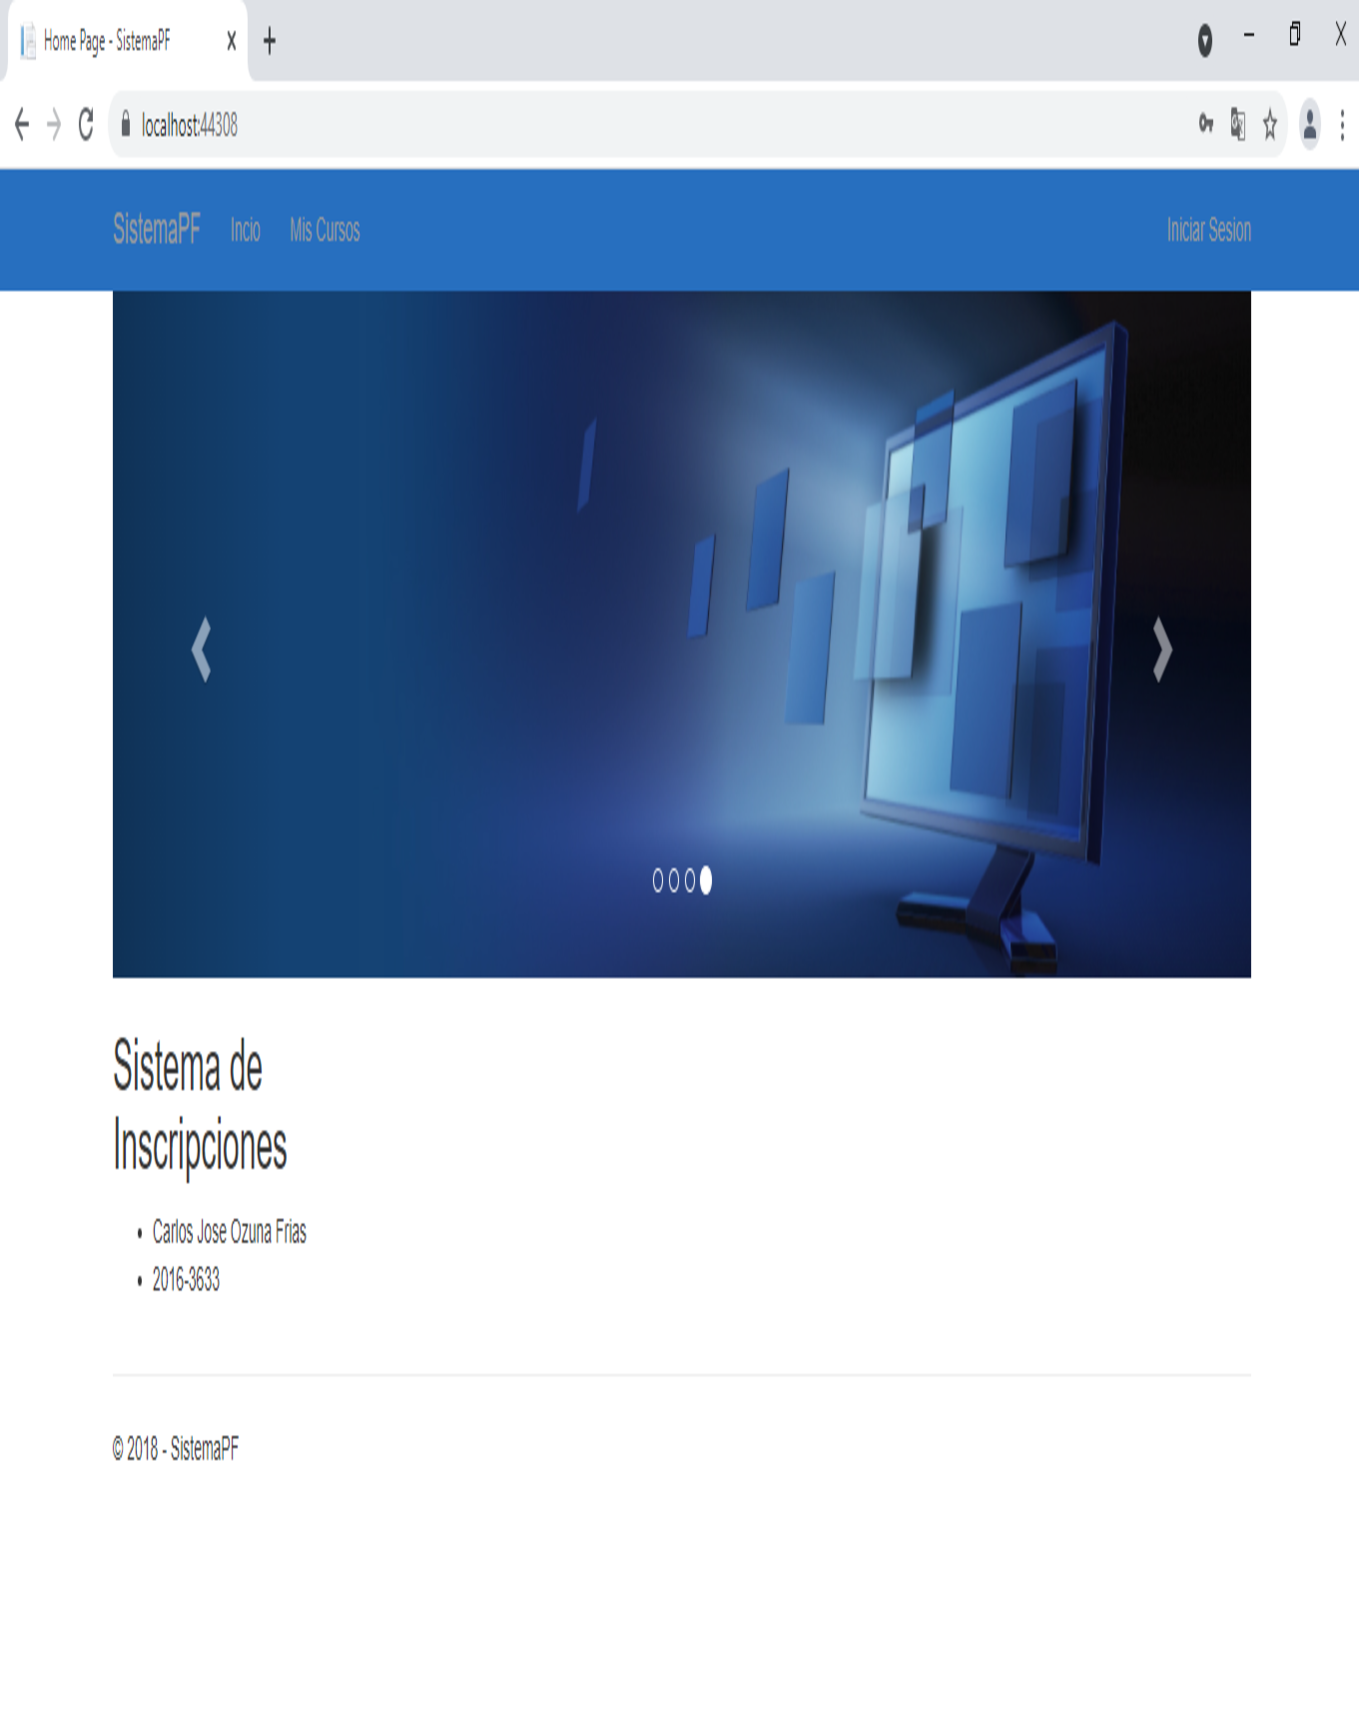 Home Page - SistemaPF
localhost:44308
SistemaPF Incio Mis Cursos Iniciar Sesion
Sistema de
Inscripciones
• Carlos Jose Ozuna Frias
• 2016-3633
© 2018 - SistemaPF